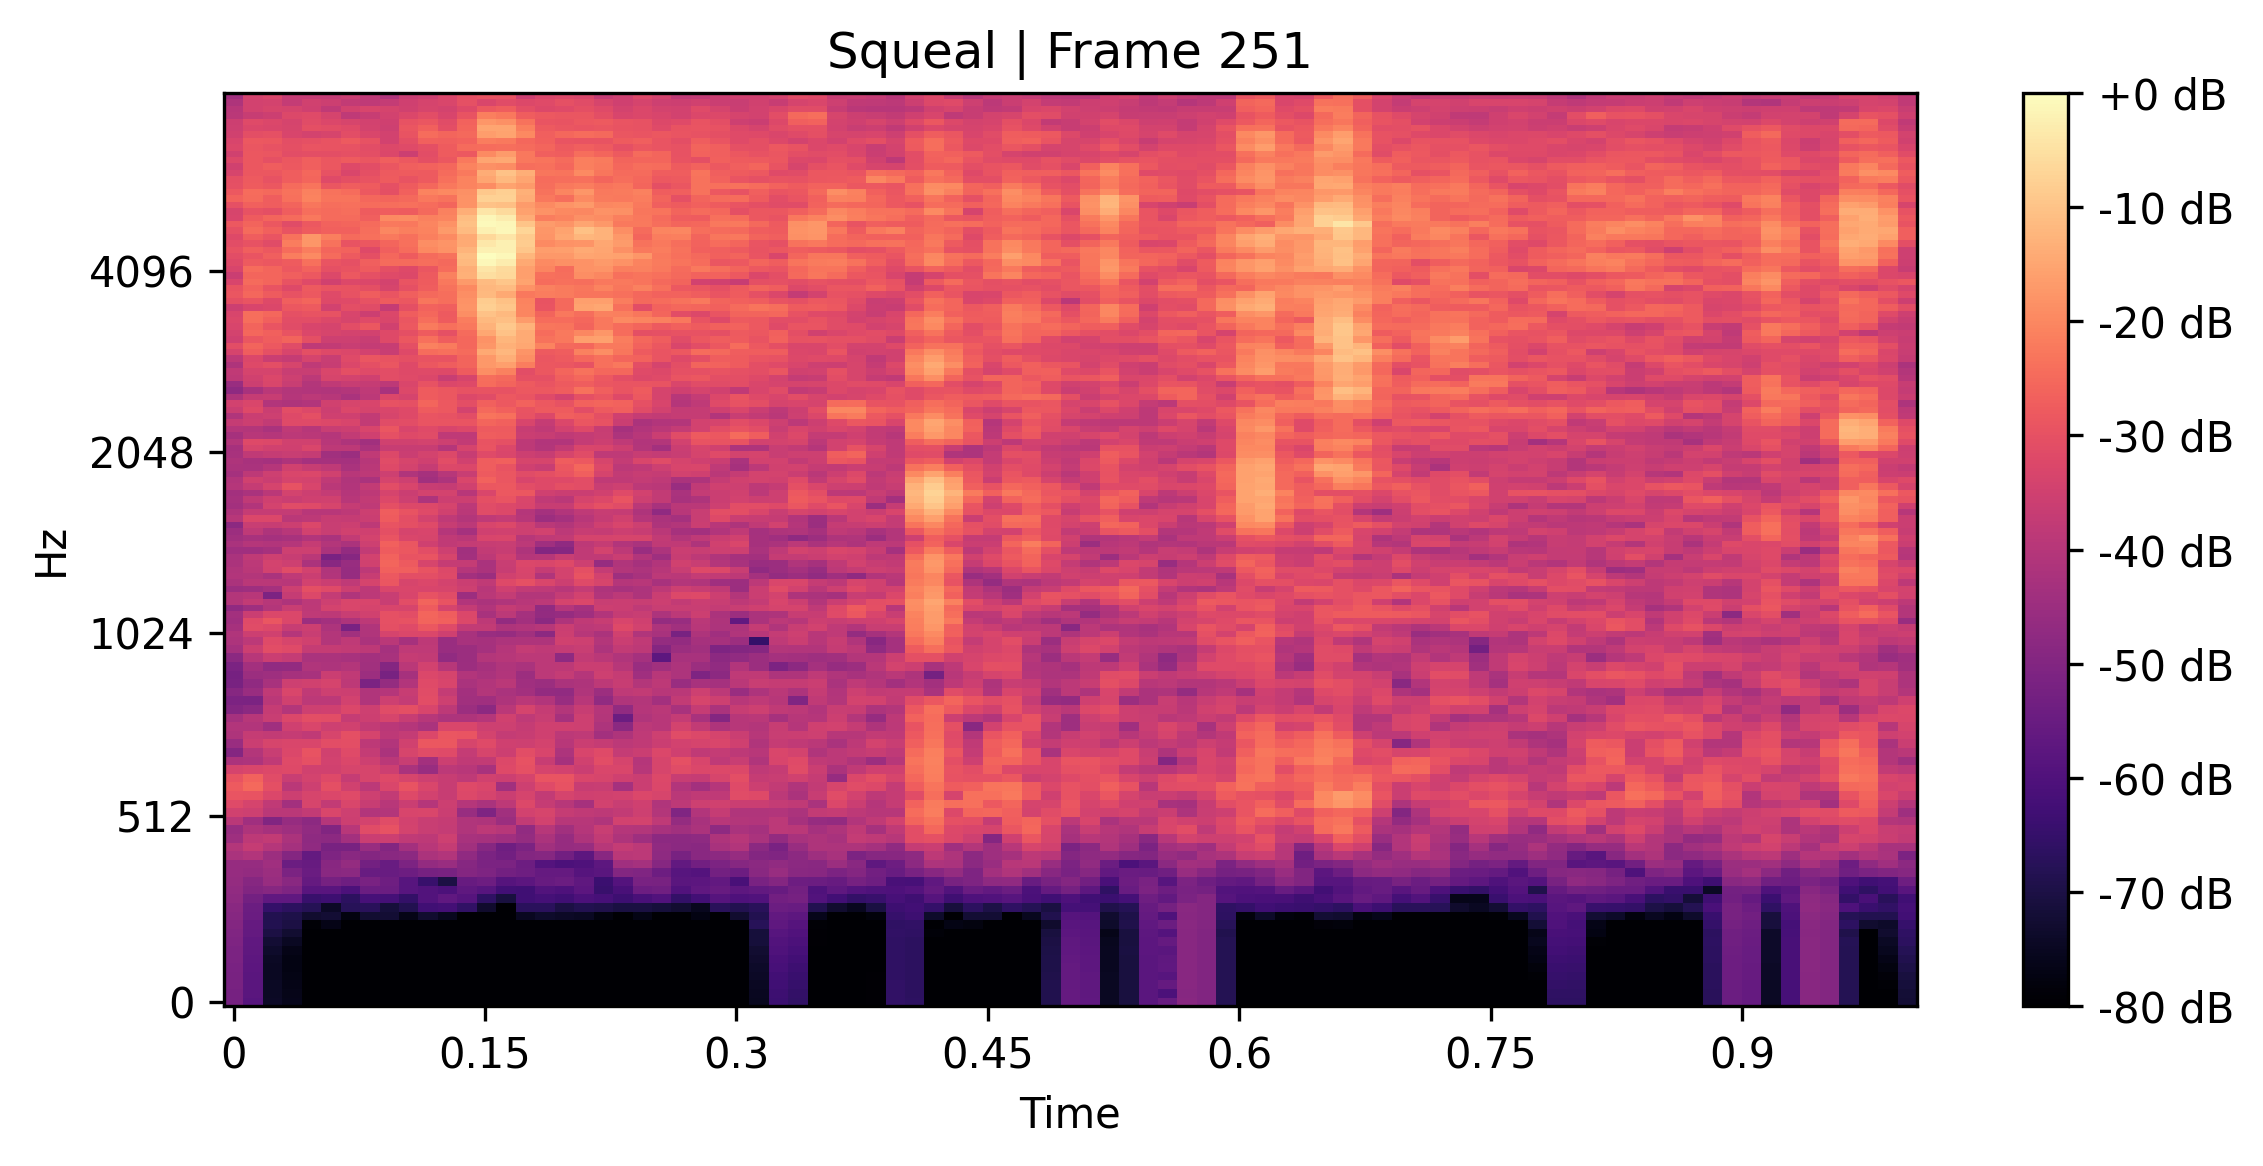 Squeal | Frame 251
+0 dB
-10 dB
-20 dB
-30 dB
-40 dB
-50 dB
-60 dB
-70 dB
-80 dB
4096
2048
1024
512
0
Hz
0 0.15 0.3 0.45 0.6 0.75 0.9
Time